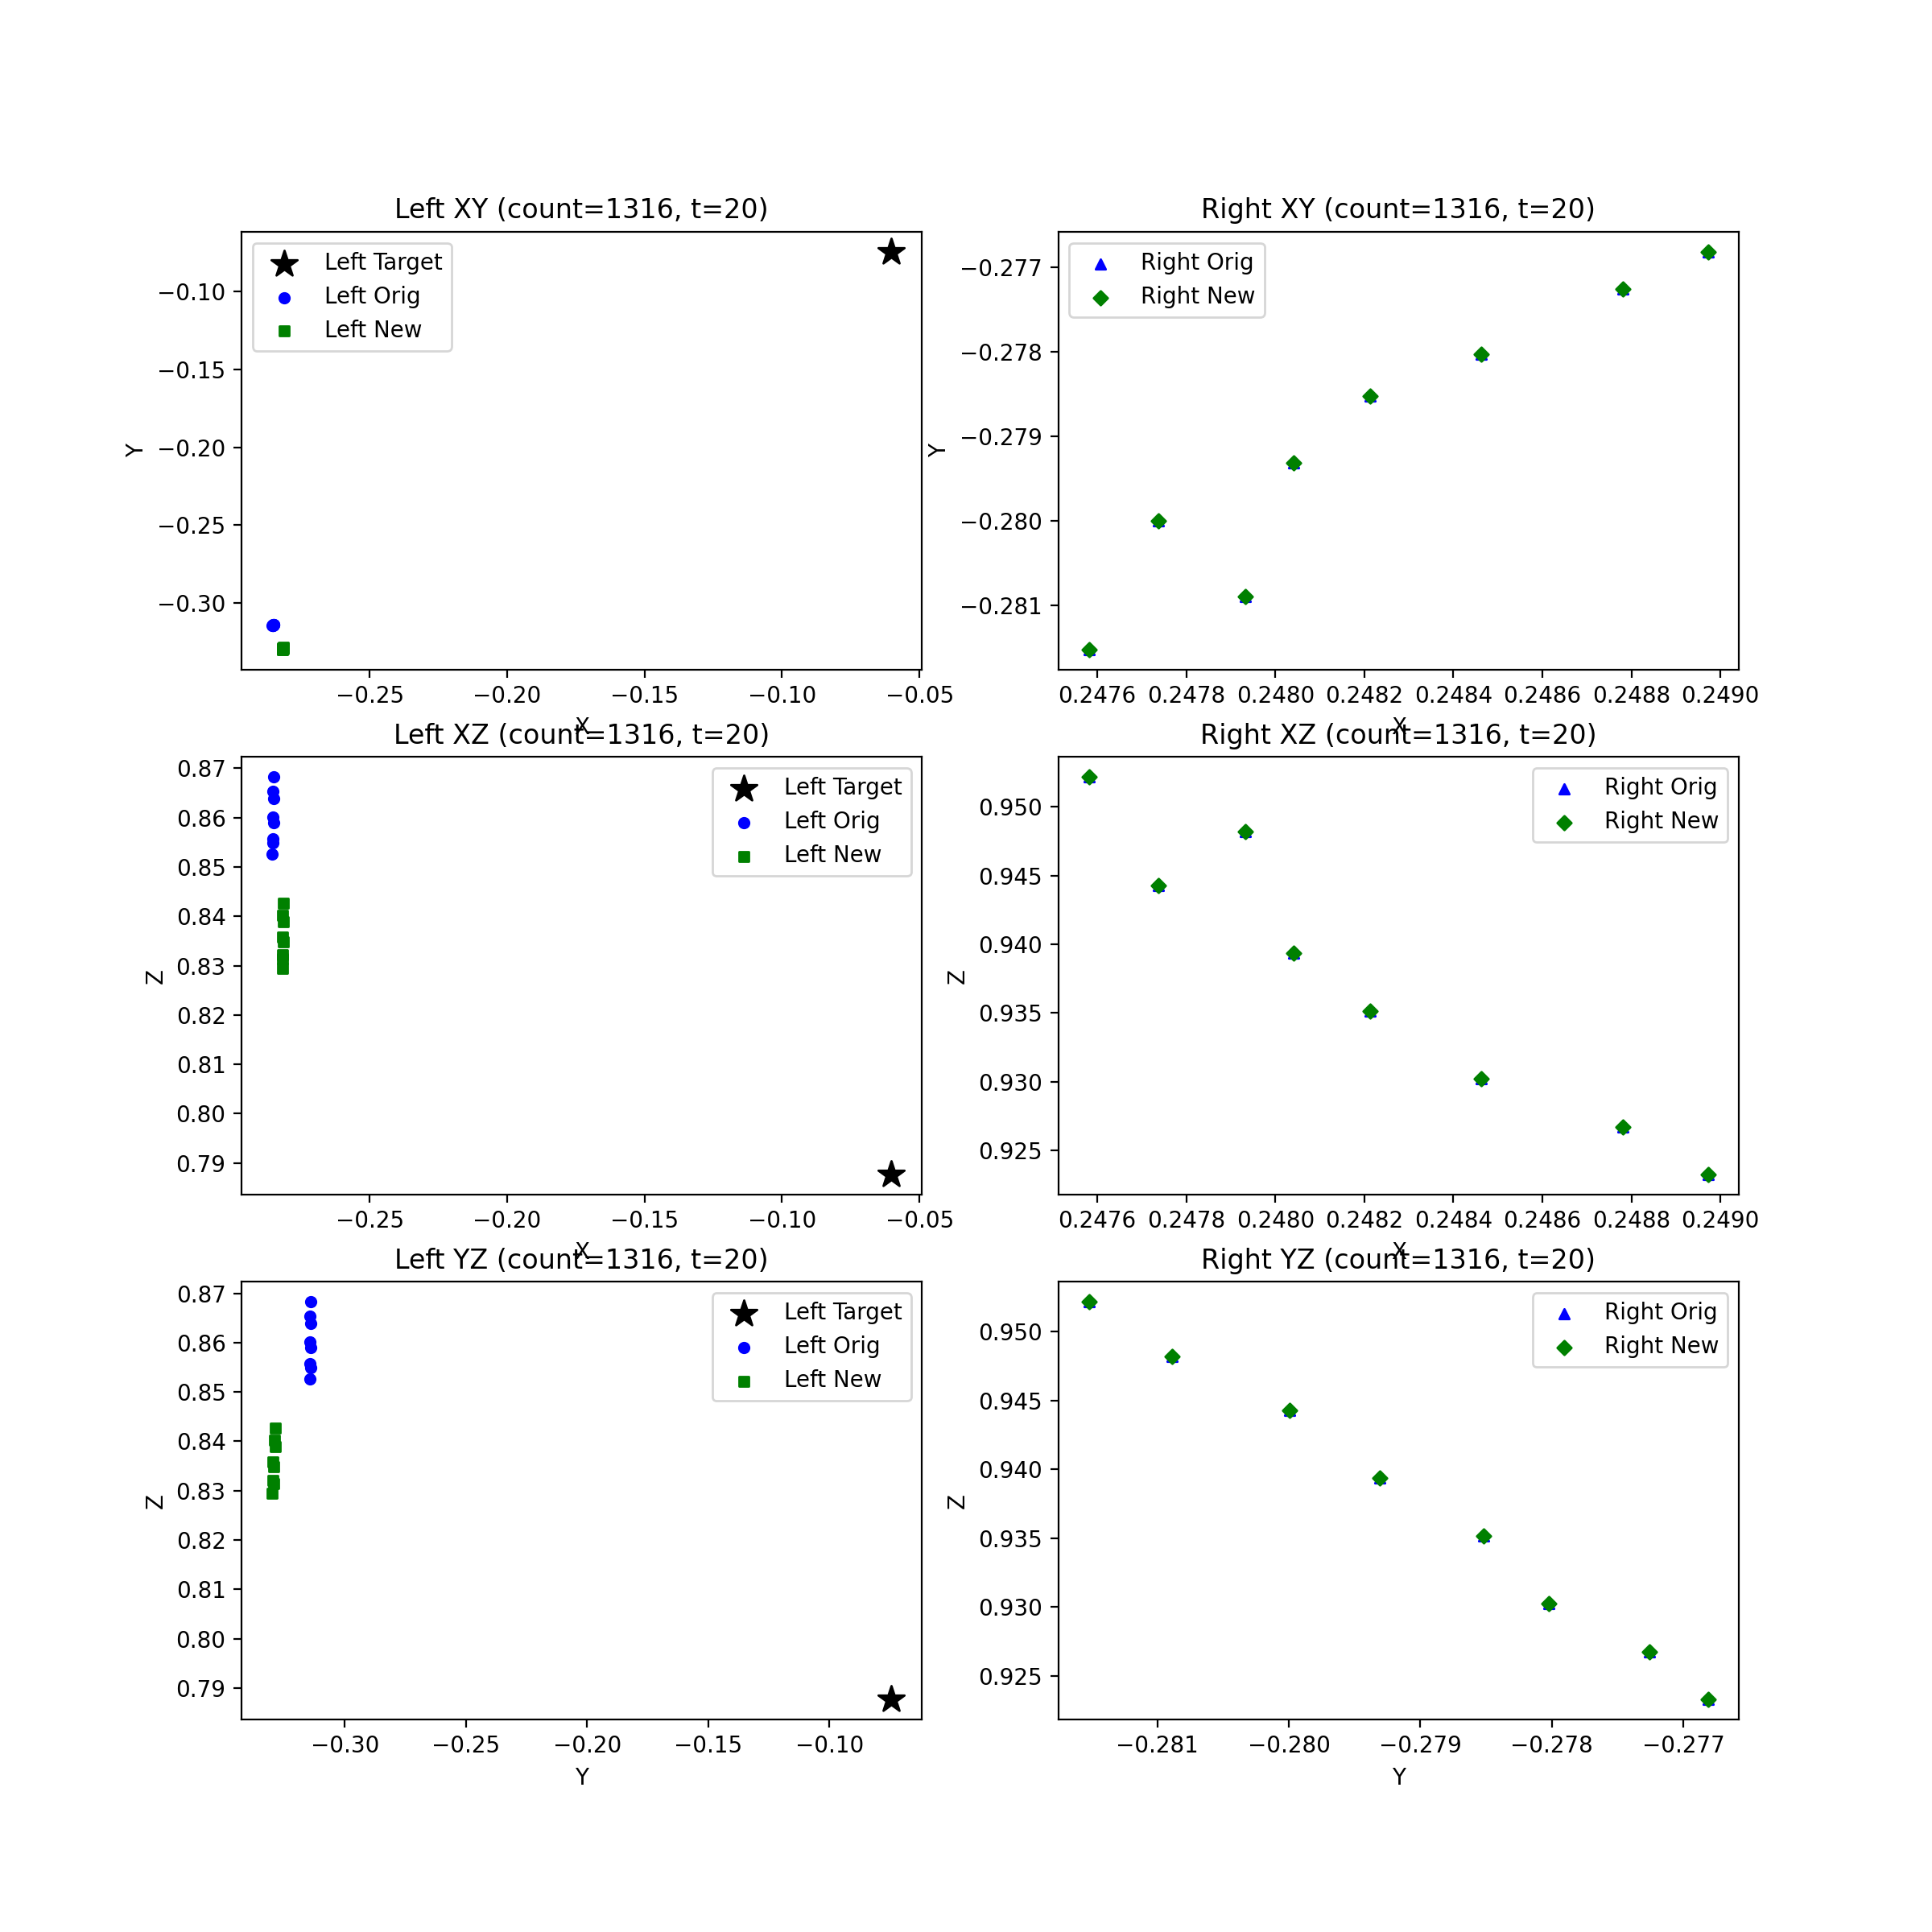 Left XY (count=1316, t=20)
Left Target
Left Orig
Left New
−0.10
−0.15
−0.20
−0.25
−0.30
Y
−0.25
−0.20
−0.15
−0.10
−0.05
X
Right XY (count=1316, t=20)
Right Orig
Right New
−0.277
−0.278
−0.279
−0.280
−0.281
Y
0.2476
0.2478
0.2480
0.2482
0.2484
0.2486
0.2488
0.2490
X
Left XZ (count=1316, t=20)
Left Target
Left Orig
Left New
0.87
0.86
0.85
0.84
0.83
0.82
0.81
0.80
0.79
Z
−0.25
−0.20
−0.15
−0.10
−0.05
X
Right XZ (count=1316, t=20)
Right Orig
Right New
0.950
0.945
0.940
0.935
0.930
0.925
Z
0.2476
0.2478
0.2480
0.2482
0.2484
0.2486
0.2488
0.2490
X
Left YZ (count=1316, t=20)
Left Target
Left Orig
Left New
0.87
0.86
0.85
0.84
0.83
0.82
0.81
0.80
0.79
Z
−0.30
−0.25
−0.20
−0.15
−0.10
Y
Right YZ (count=1316, t=20)
Right Orig
Right New
0.950
0.945
0.940
0.935
0.930
0.925
Z
−0.281
−0.280
−0.279
−0.278
−0.277
Y